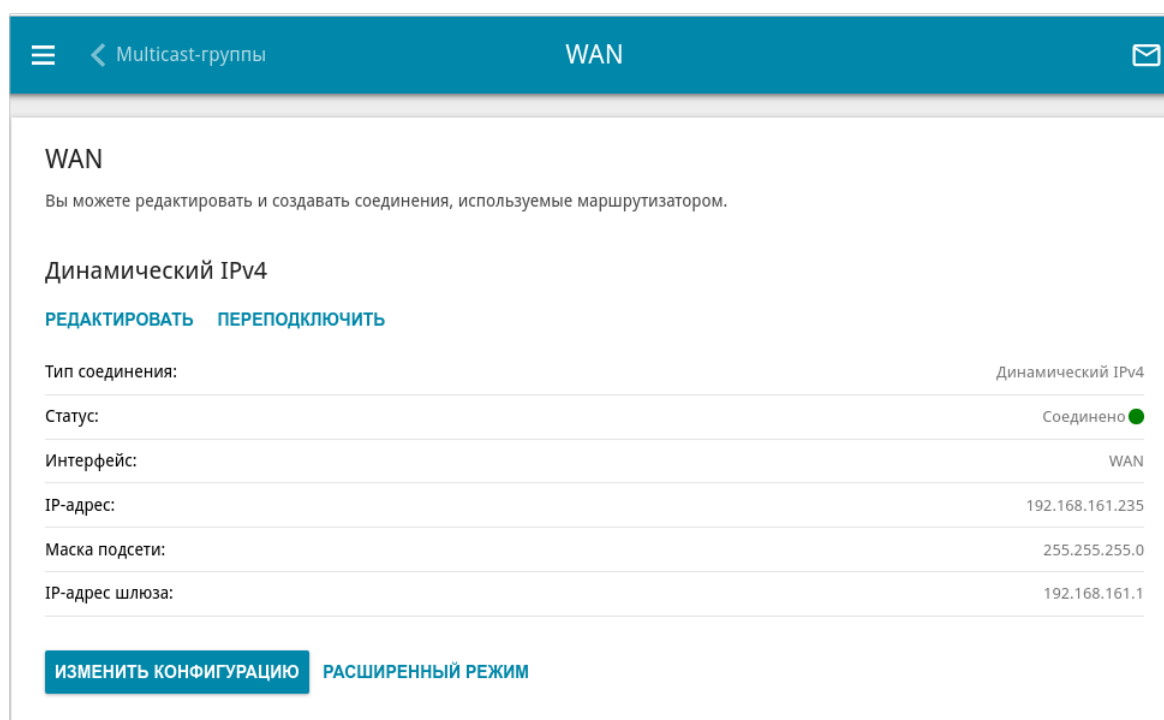 Multicast-группы WAN
WAN
Вы можете редактировать и создавать соединения, используемые маршрутизатором.
Динамический IPv4
РЕДАКТИРОВАТЬ ПЕРЕПОДКЛЮЧИТЬ
Тип соединения: Динамический IPv4
Статус: Соединено
Интерфейс: WAN
IP-адрес: 192.168.161.235
Маска подсети: 255.255.255.0
IP-адрес шлюза: 192.168.161.1
ИЗМЕНИТЬ КОНФИГУРАЦИЮ РАСШИРЕННЫЙ РЕЖИМ